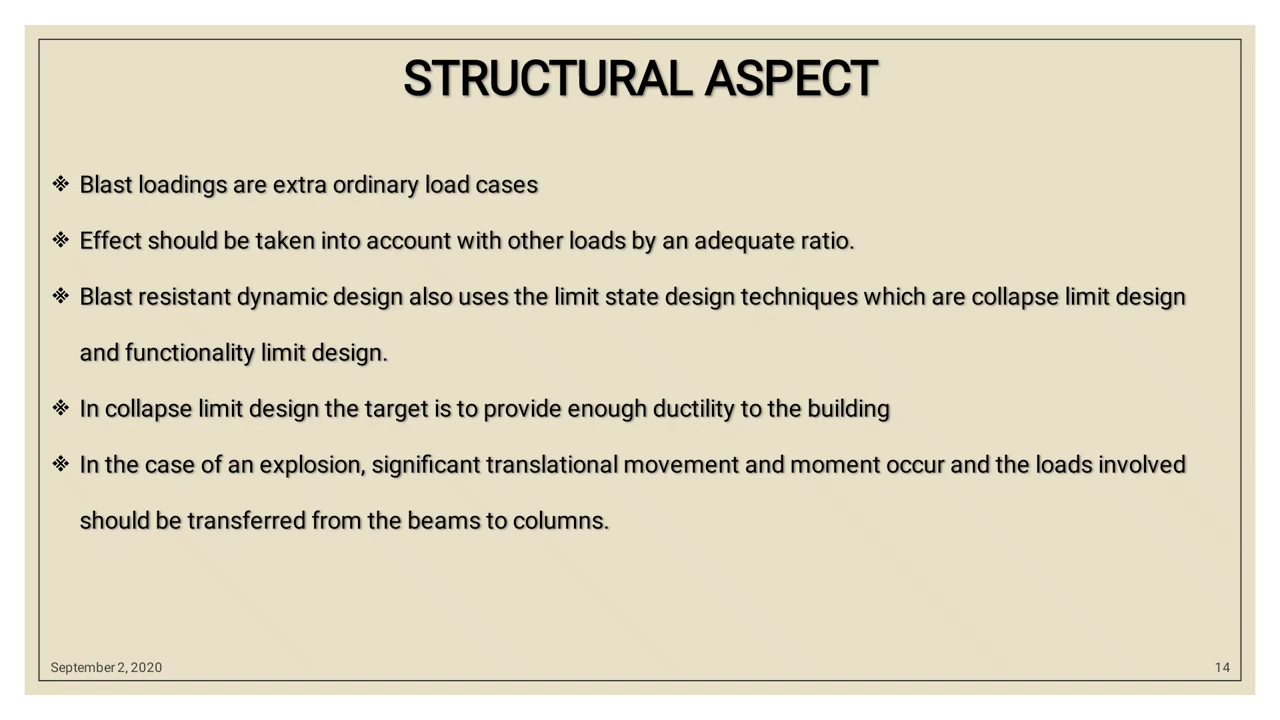 STRUCTURAL ASPECT
❖ Blast loadings are extra ordinary load cases
❖ Effect should be taken into account with other loads by an adequate ratio.
❖ Blast resistant dynamic design also uses the limit state design techniques which are collapse limit design
and functionality limit design.
❖ In collapse limit design the target is to provide enough ductility to the building
❖ In the case of an explosion, significant translational movement and moment occur and the loads involved
should be transferred from the beams to columns.
September 2, 2020
14